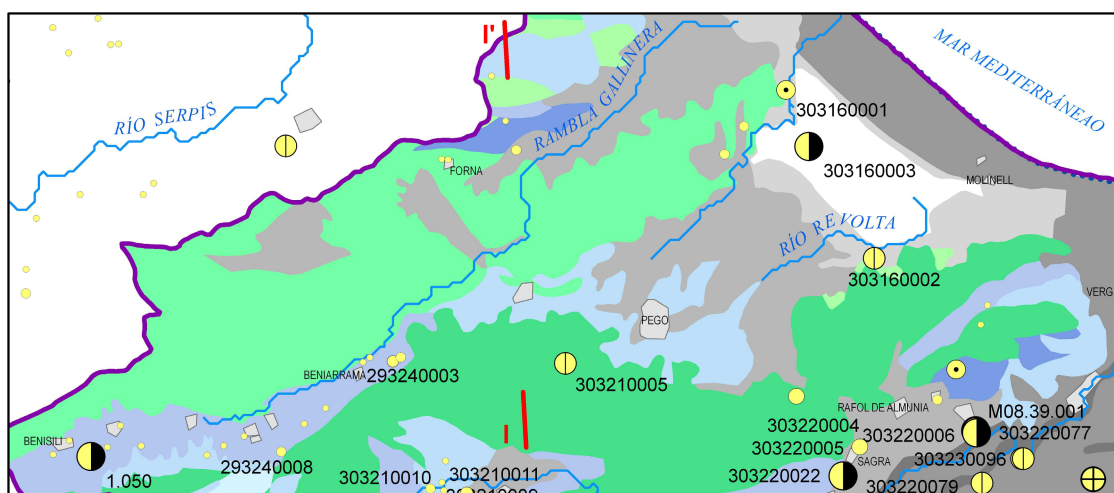 I'
RÍO SERPIS
RAMBLA GALLINERA
MAR MEDITERRÁNEAO
303160001
303160003
FORNA
MOLINELL
RÍO REVOLTA
303160002
VERG
PEGO
BENIARRAMA
293240003
303210005
RAFOL DE ALMUNIA
M08.39.001
303220004
303220006
303220077
BENISILI
I
303220005
SAGRA
303230096
293240008
303210011
303210010
303220022
303220079
1.050